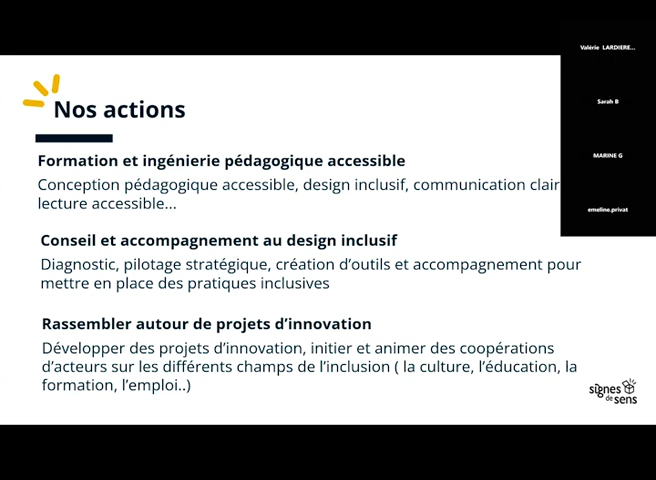 Valérie LARDIERE...
Sarah B
MARINE G
emeline.privat
Nos actions
Formation et ingénierie pédagogique accessible
Conception pédagogique accessible, design inclusif, communication clair
lecture accessible...
Conseil et accompagnement au design inclusif
Diagnostic, pilotage stratégique, création d'outils et accompagnement pour
mettre en place des pratiques inclusives
Rassembler autour de projets d'innovation
Développer des projets d'innovation, initier et animer des coopérations
d'acteurs sur les différents champs de l'inclusion ( la culture, l'éducation, la
formation, l'emploi..)
signes
de sens